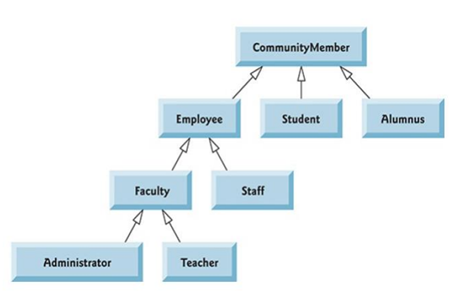 CommunityMember
Employee
Student
Alumnus
Faculty
Staff
Administrator
Teacher